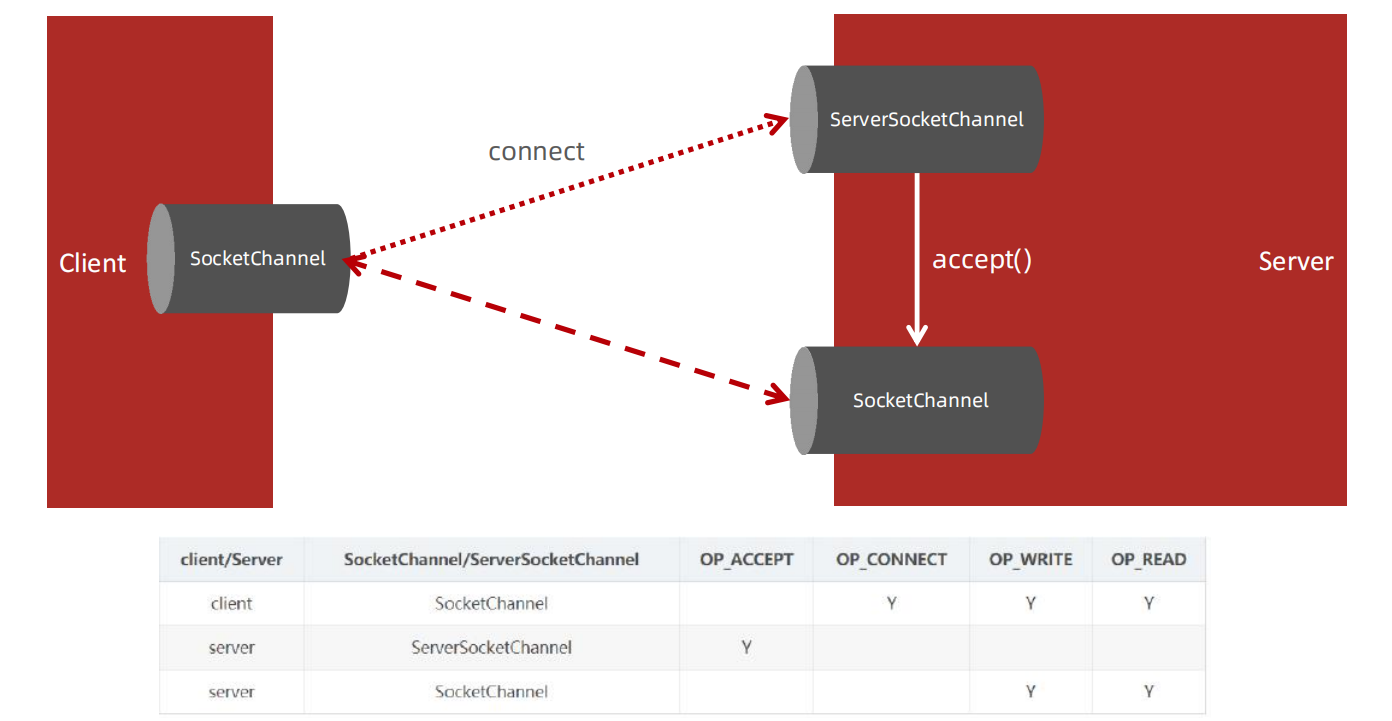 connect
ServerSocketChannel
Client
SocketChannel
accept()
Server
SocketChannel
client/Server SocketChannel/ServerSocketChannel OP_ACCEPT OP_CONNECT OP_WRITE OP_READ
client SocketChannel Y Y Y
server ServerSocketChannel Y
server SocketChannel Y Y